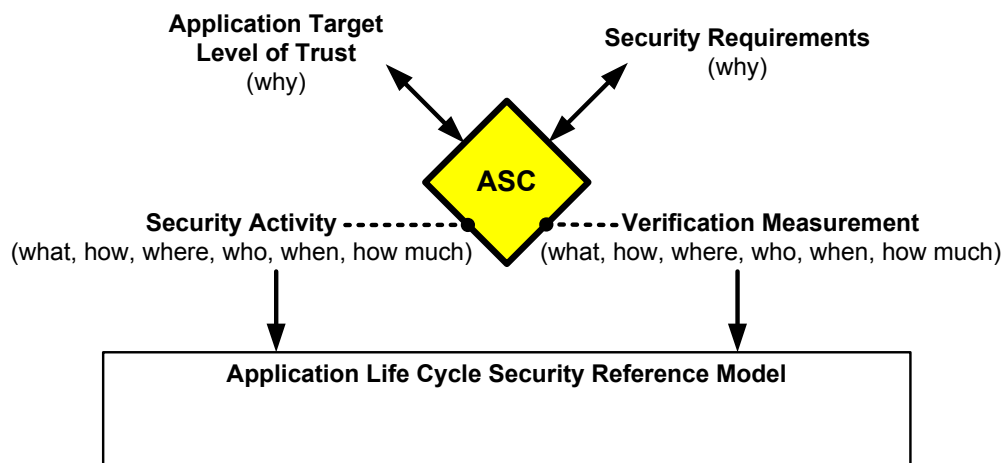 Application Target
Level of Trust
(why)
Security Requirements
(why)
ASC
Security Activity
(what, how, where, who, when, how much)
Verification Measurement
(what, how, where, who, when, how much)
Application Life Cycle Security Reference Model